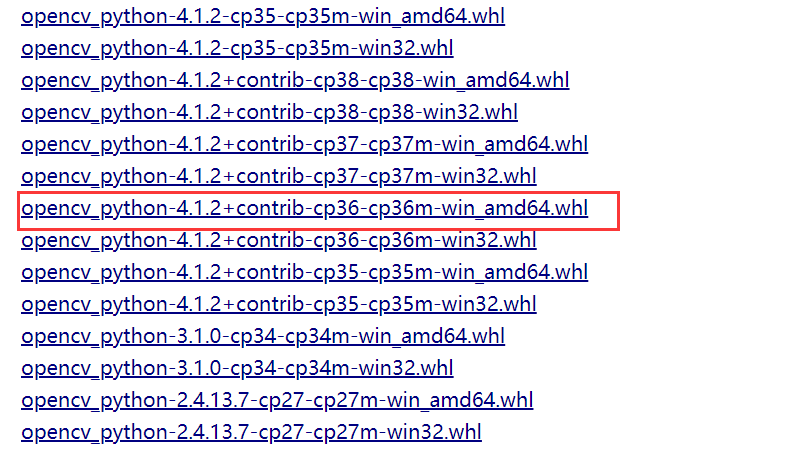 opencv_python-4.1.2-cp35-cp35m-win_amd64.whl
opencv_python-4.1.2-cp35-cp35m-win32.whl
opencv_python-4.1.2+contrib-cp38-cp38-win_amd64.whl
opencv_python-4.1.2+contrib-cp38-cp38-win32.whl
opencv_python-4.1.2+contrib-cp37-cp37m-win_amd64.whl
opencv_python-4.1.2+contrib-cp37-cp37m-win32.whl
opencv_python-4.1.2+contrib-cp36-cp36m-win_amd64.whl
opencv_python-4.1.2+contrib-cp36-cp36m-win32.whl
opencv_python-4.1.2+contrib-cp35-cp35m-win_amd64.whl
opencv_python-4.1.2+contrib-cp35-cp35m-win32.whl
opencv_python-3.1.0-cp34-cp34m-win_amd64.whl
opencv_python-3.1.0-cp34-cp34m-win32.whl
opencv_python-2.4.13.7-cp27-cp27m-win_amd64.whl
opencv_python-2.4.13.7-cp27-cp27m-win32.whl